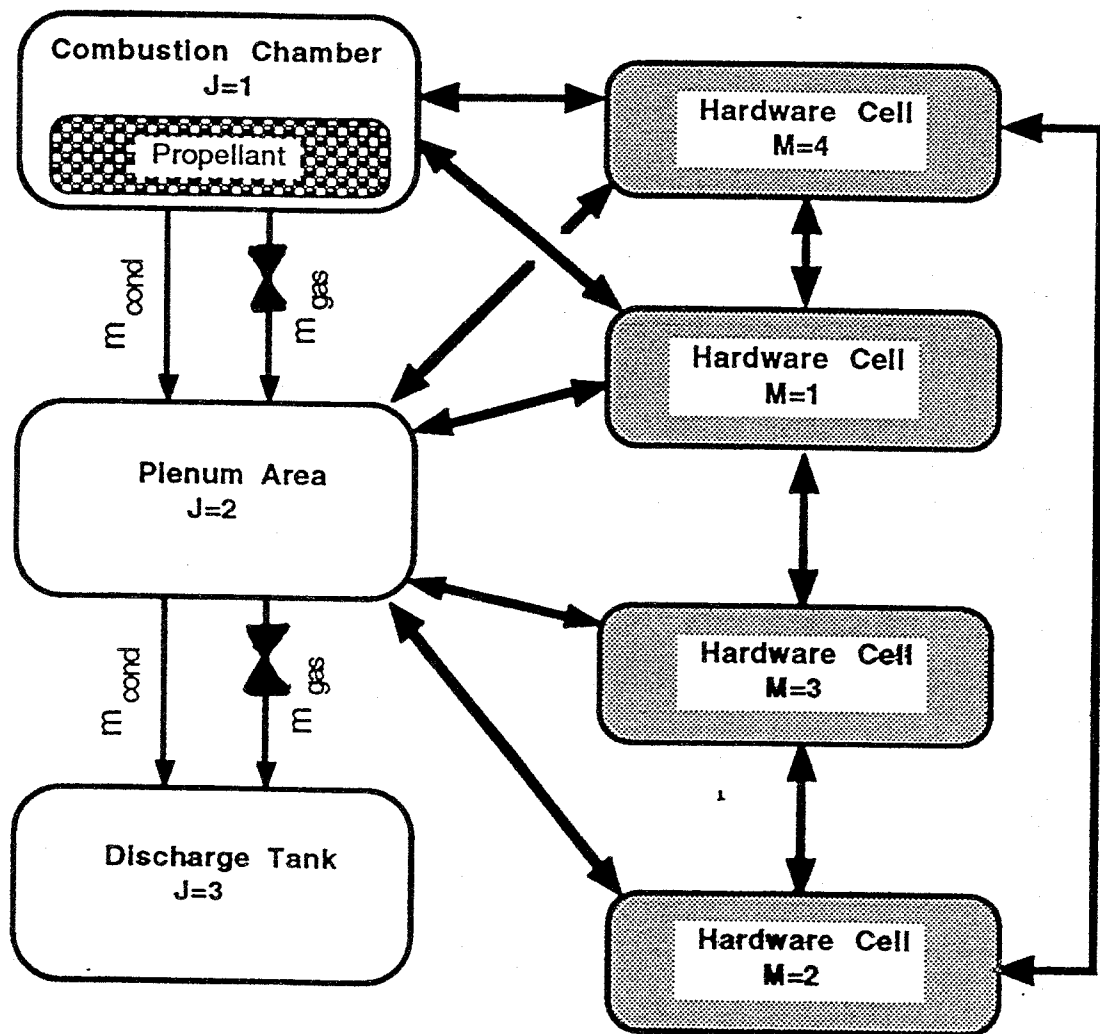 Combustion Chamber
J=1
Propellant
Hardware Cell
M=4
m cond
m gas
Hardware Cell
M=1
Plenum Area
J=2
Hardware Cell
M=3
m cond
m gas
Discharge Tank
J=3
Hardware Cell
M=2